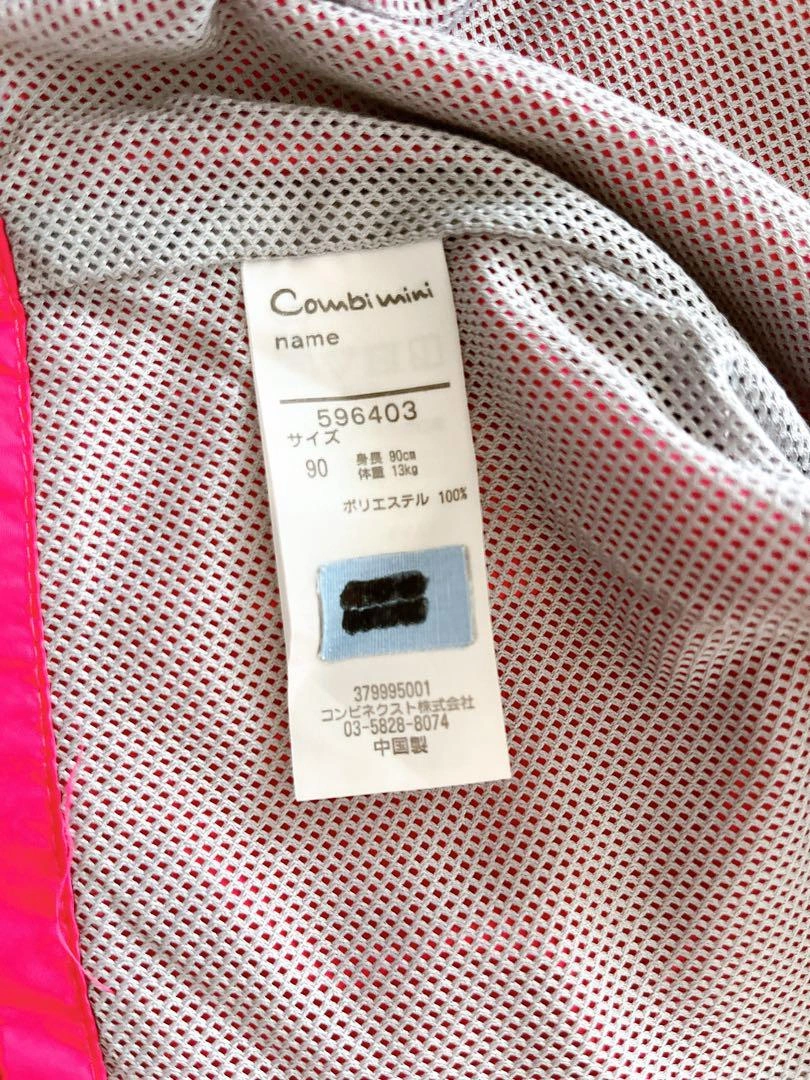 Combi mini
name
596403
サイズ
90 身長 90cm
体重 13kg
ポリエステル 100%
379995001
コンビネクスト株式会社
03-5828-8074
中国製